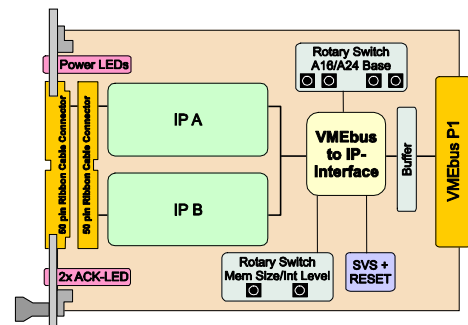 Power LEDs
Rotary Switch
A16/A24 Base
50 pin Ribbon Cable Connector
50 pin Ribbon Cable Connector
IP A
IP B
VMEbus
to IP-
Interface
Buffer
VMEbus P1
2x ACK-LED
Rotary Switch
Mem Size/Int Level
SVS +
RESET